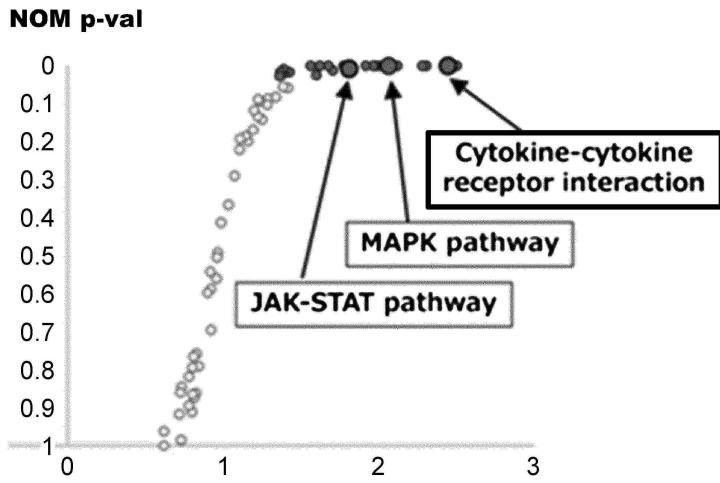 NOM p-val
0
0.1
0.2
0.3
0.4
0.5
0.6
0.7
0.8
0.9
1
Cytokine-cytokine
receptor interaction
MAPK pathway
JAK-STAT pathway
0 1 2 3